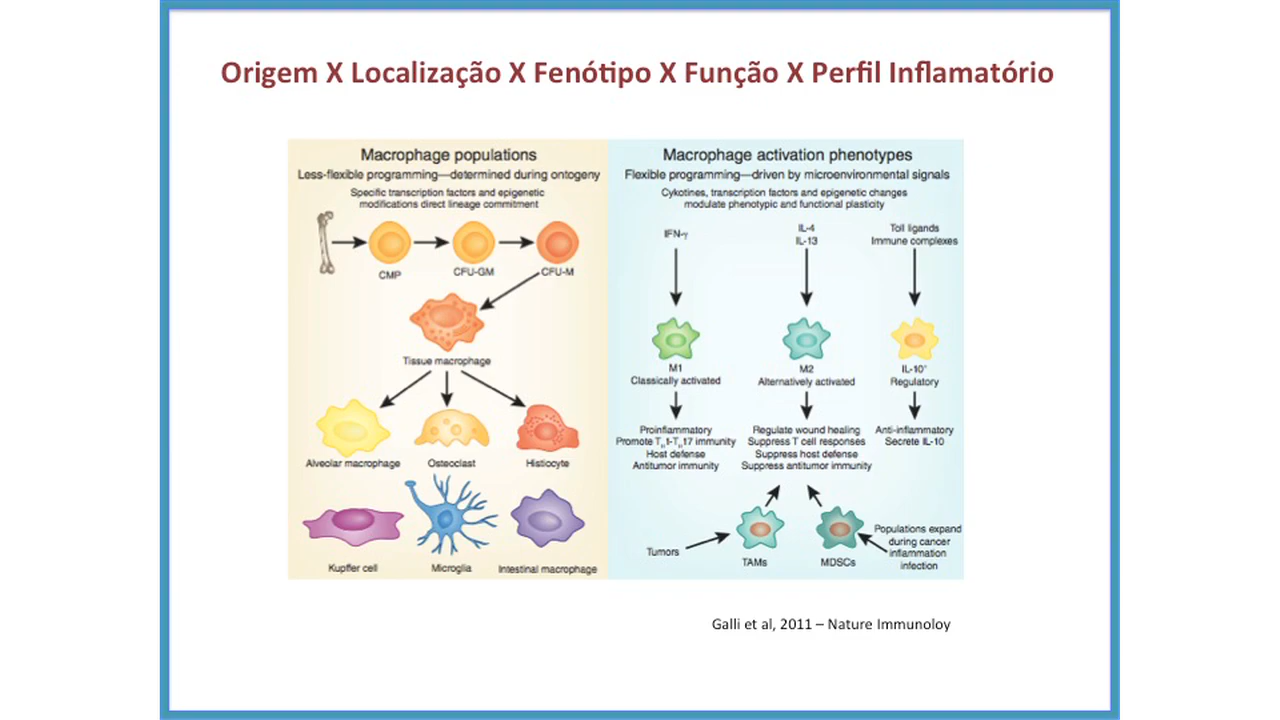 Origem X Localização X Fenótipo X Função X Perfil Inflamatório
Macrophage populations
Less-flexible programming—determined during ontogeny
Specific transcription factors and epigenetic
modifications direct lineage commitment
CMP
CFU-GM
CFU-M
Tissue macrophage
Alveolar macrophage
Osteoclast
Histiocyte
Kupffer cell
Microglia
Intestinal macrophage
Macrophage activation phenotypes
Flexible programming—driven by microenvironmental signals
Cykotines, transcription factors and epigenetic changes
modulate phenotypic and functional plasticity
IFN-γ
IL-4
IL-13
Toll ligands
Immune complexes
M1
Classically activated
M2
Alternatively activated
IL-10⁺
Regulatory
Proinflammatory
Promote TH1-TH17 immunity
Host defense
Antitumor immunity
Regulate wound healing
Suppress T cell responses
Suppress host defense
Suppress antitumor immunity
Anti-inflammatory
Secrete IL-10
Tumors
TAMs
MDSCs
Populations expand
during cancer
inflammation
infection
Galli et al, 2011 – Nature Immunoloy